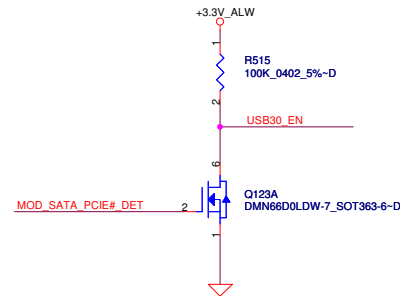 +3.3V_ALW
1
R515
100K_0402_5%~D
2
USB30_EN
6
Q123A
DMN66D0LDW-7_SOT363-6~D
MOD_SATA_PCIE#_DET
2
1